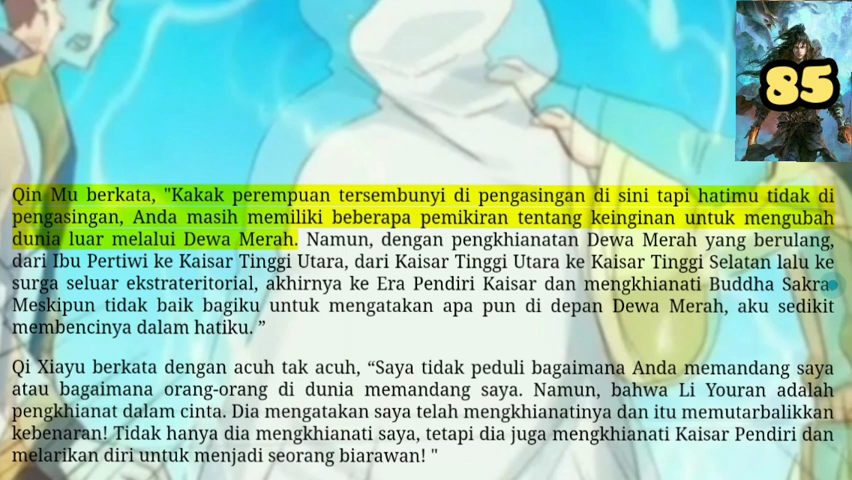 85
Qin Mu berkata, "Kakak perempuan tersembunyi di pengasingan di sini tapi hatimu tidak di
pengasingan, Anda masih memiliki beberapa pemikiran tentang keinginan untuk mengubah
dunia luar melalui Dewa Merah. Namun, dengan pengkhianatan Dewa Merah yang berulang,
dari Ibu Pertiwi ke Kaisar Tinggi Utara, dari Kaisar Tinggi Utara ke Kaisar Tinggi Selatan lalu ke
surga seluar ekstrateritorial, akhirnya ke Era Pendiri Kaisar dan mengkhianati Buddha Sakra
Meskipun tidak baik bagiku untuk mengatakan apa pun di depan Dewa Merah, aku sedikit
membencinya dalam hatiku. ”
Qi Xiayu berkata dengan acuh tak acuh, “Saya tidak peduli bagaimana Anda memandang saya
atau bagaimana orang-orang di dunia memandang saya. Namun, bahwa Li Youran adalah
pengkhianat dalam cinta. Dia mengatakan saya telah mengkhianatinya dan itu memutarbalikkan
kebenaran! Tidak hanya dia mengkhianati saya, tetapi dia juga mengkhianati Kaisar Pendiri dan
melarikan diri untuk menjadi seorang biarawan! "